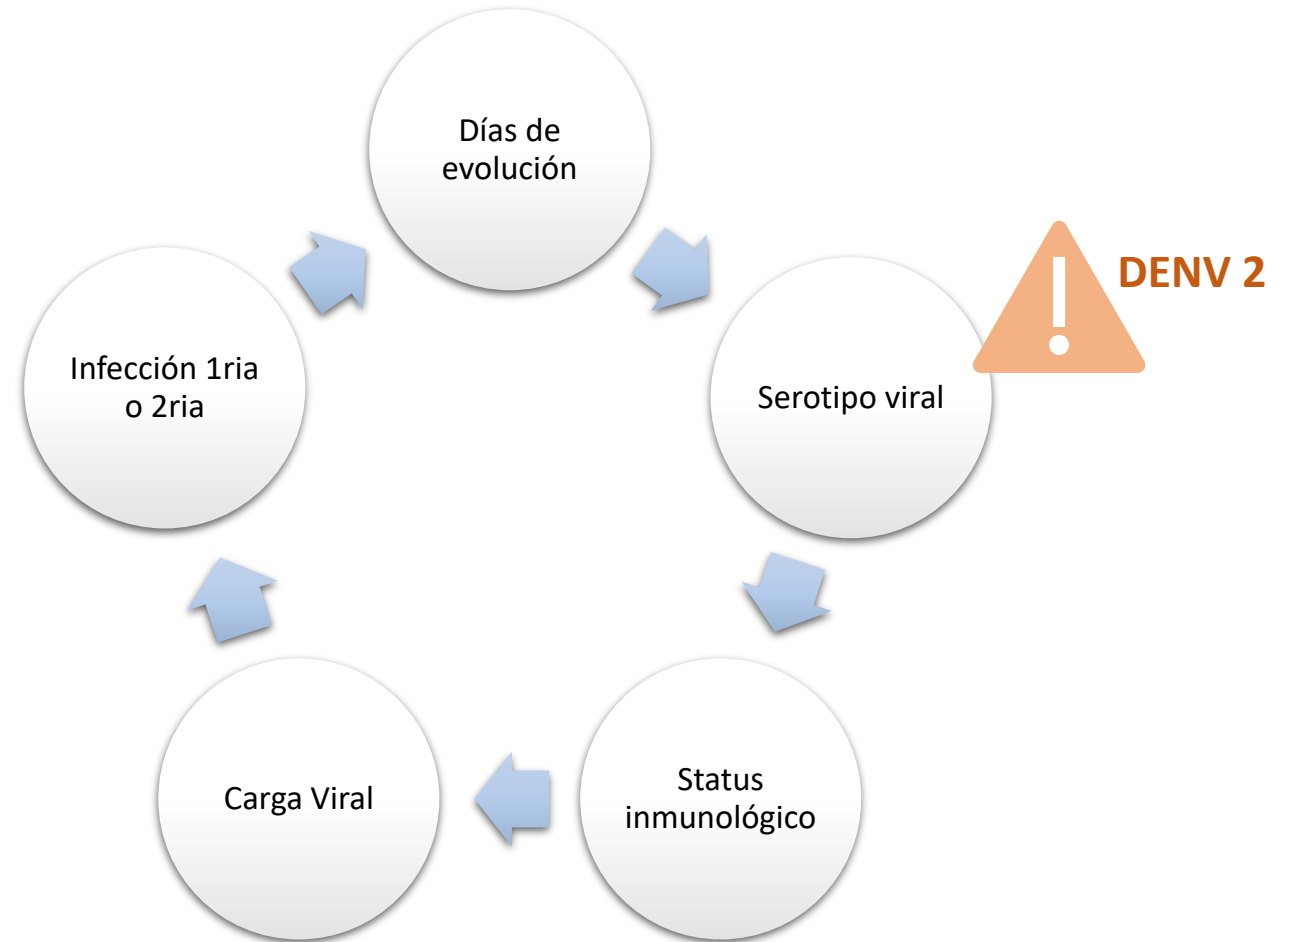 Días de
evolución
DENV 2
Serotipo viral
Status
inmunológico
Carga Viral
Infección 1ria
o 2ria